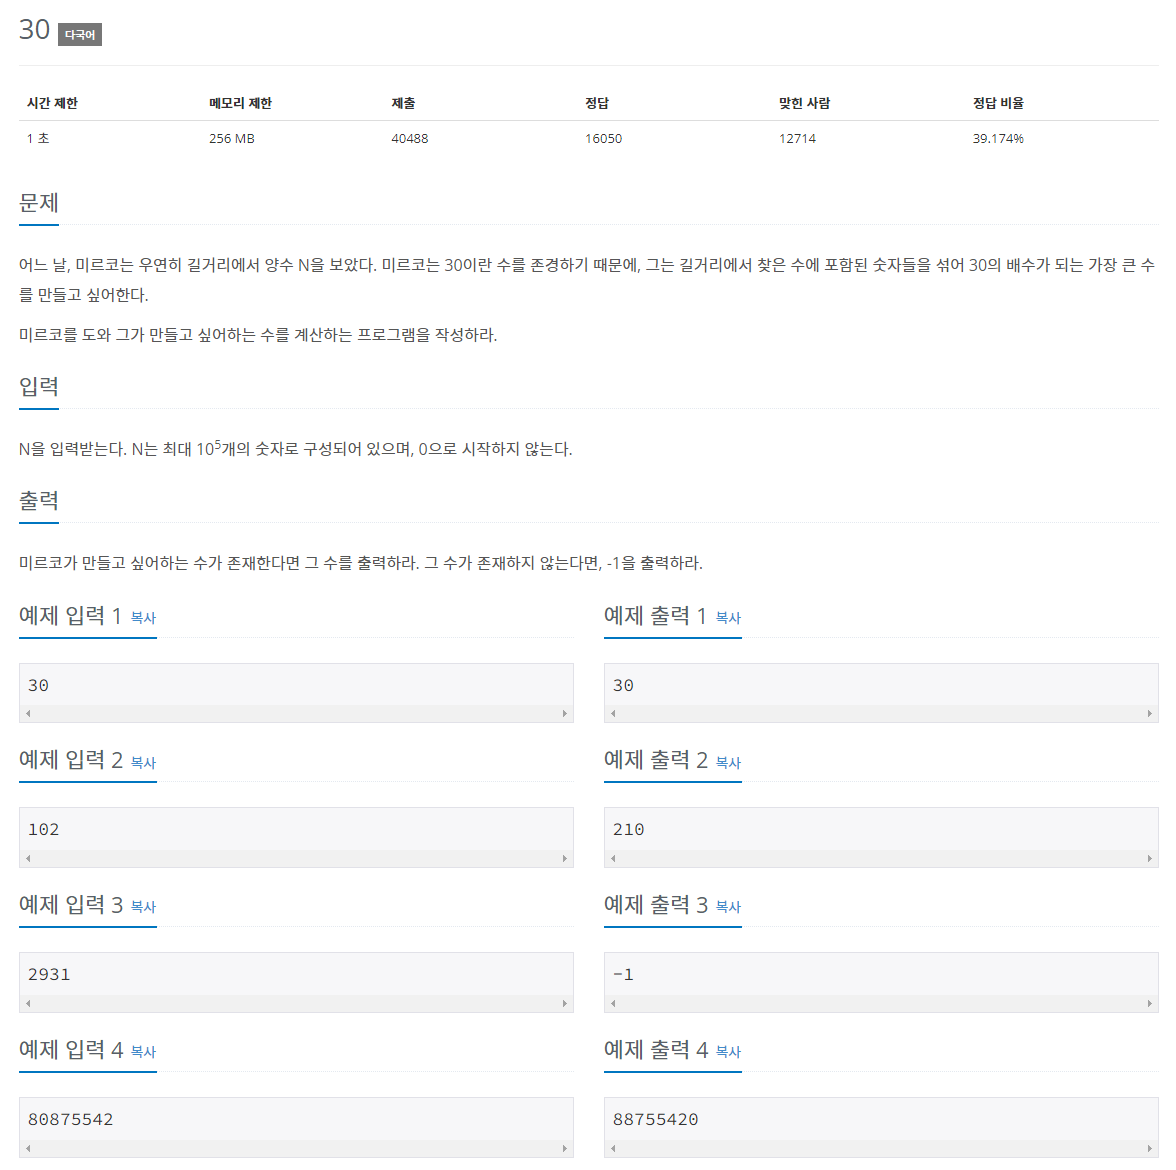 30 다국어
시간 제한 메모리 제한 제출 정답 맞힌 사람 정답 비율
1 초 256 MB 40488 16050 12714 39.174%
문제
어느 날, 미르코는 우연히 길거리에서 양수 N을 보았다. 미르코는 30이란 수를 존경하기 때문에, 그는 길거리에서 찾은 수에 포함된 숫자들을 섞어 30의 배수가 되는 가장 큰 수
를 만들고 싶어한다.
미르코를 도와 그가 만들고 싶어하는 수를 계산하는 프로그램을 작성하라.
입력
N을 입력받는다. N는 최대 10⁵개의 숫자로 구성되어 있으며, 0으로 시작하지 않는다.
출력
미르코가 만들고 싶어하는 수가 존재한다면 그 수를 출력하라. 그 수가 존재하지 않는다면, -1을 출력하라.
예제 입력 1 복사
30
예제 출력 1 복사
30
예제 입력 2 복사
102
예제 출력 2 복사
210
예제 입력 3 복사
2931
예제 출력 3 복사
-1
예제 입력 4 복사
80875542
예제 출력 4 복사
88755420